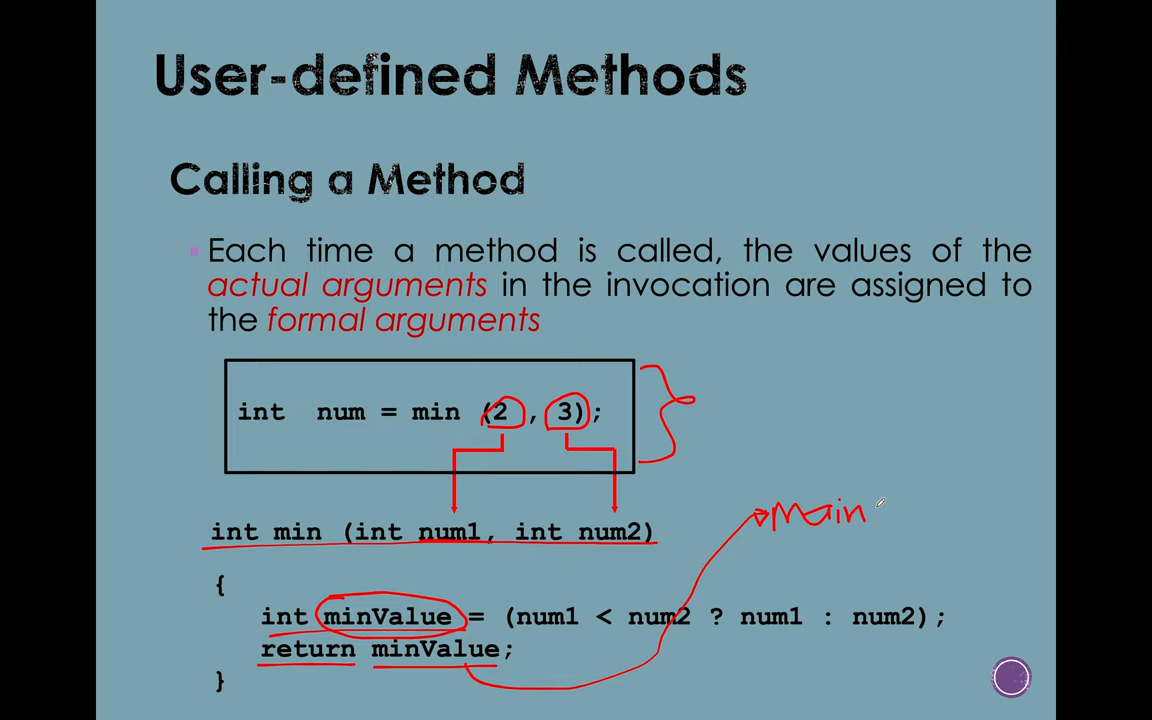 User-defined Methods
Calling a Method
Each time a method is called, the values of the
actual arguments in the invocation are assigned to
the formal arguments
int num = min (2 , 3);
int min (int num1, int num2)
main
{
int minValue = (num1 < num2 ? num1 : num2);
return minValue;
}